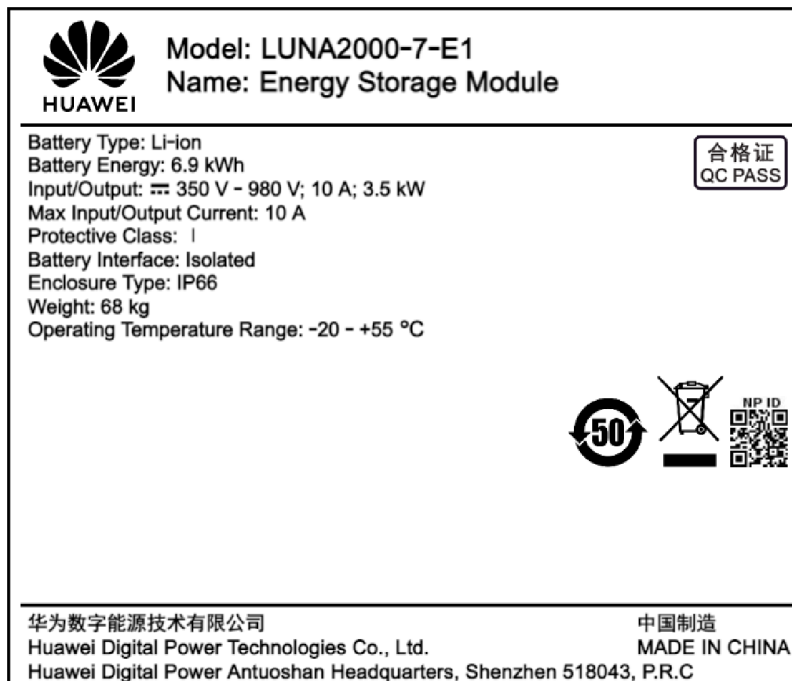 HUAWEI
Model: LUNA2000-7-E1
Name: Energy Storage Module
Battery Type: Li-ion
Battery Energy: 6.9 kWh
Input/Output: ⎓ 350 V - 980 V; 10 A; 3.5 kW
Max Input/Output Current: 10 A
Protective Class: I
Battery Interface: Isolated
Enclosure Type: IP66
Weight: 68 kg
Operating Temperature Range: -20 - +55 °C
合格证
QC PASS
50
NP ID
华为数字能源技术有限公司
中国制造
Huawei Digital Power Technologies Co., Ltd.
MADE IN CHINA
Huawei Digital Power Antuoshan Headquarters, Shenzhen 518043, P.R.C